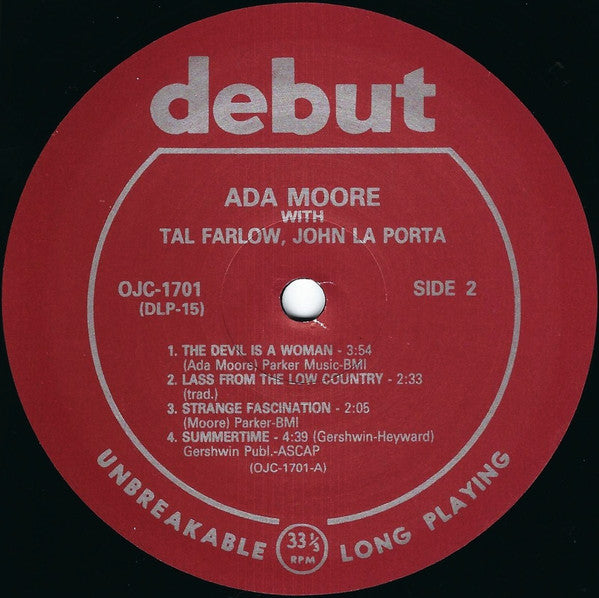 debut
ADA MOORE
WITH
TAL FARLOW, JOHN LA PORTA
OJC-1701
(DLP-15)
SIDE 2
1. THE DEVIL IS A WOMAN - 3:54
(Ada Moore) Parker Music-BMI
2. LASS FROM THE LOW COUNTRY - 2:33
(trad.)
3. STRANGE FASCINATION - 2:05
(Moore) Parker-BMI
4. SUMMERTIME - 4:39 (Gershwin-Heyward)
Gershwin Publ.-ASCAP
(OJC-1701-A)
UNBREAKABLE
33 1/3
RPM
LONG PLAYING